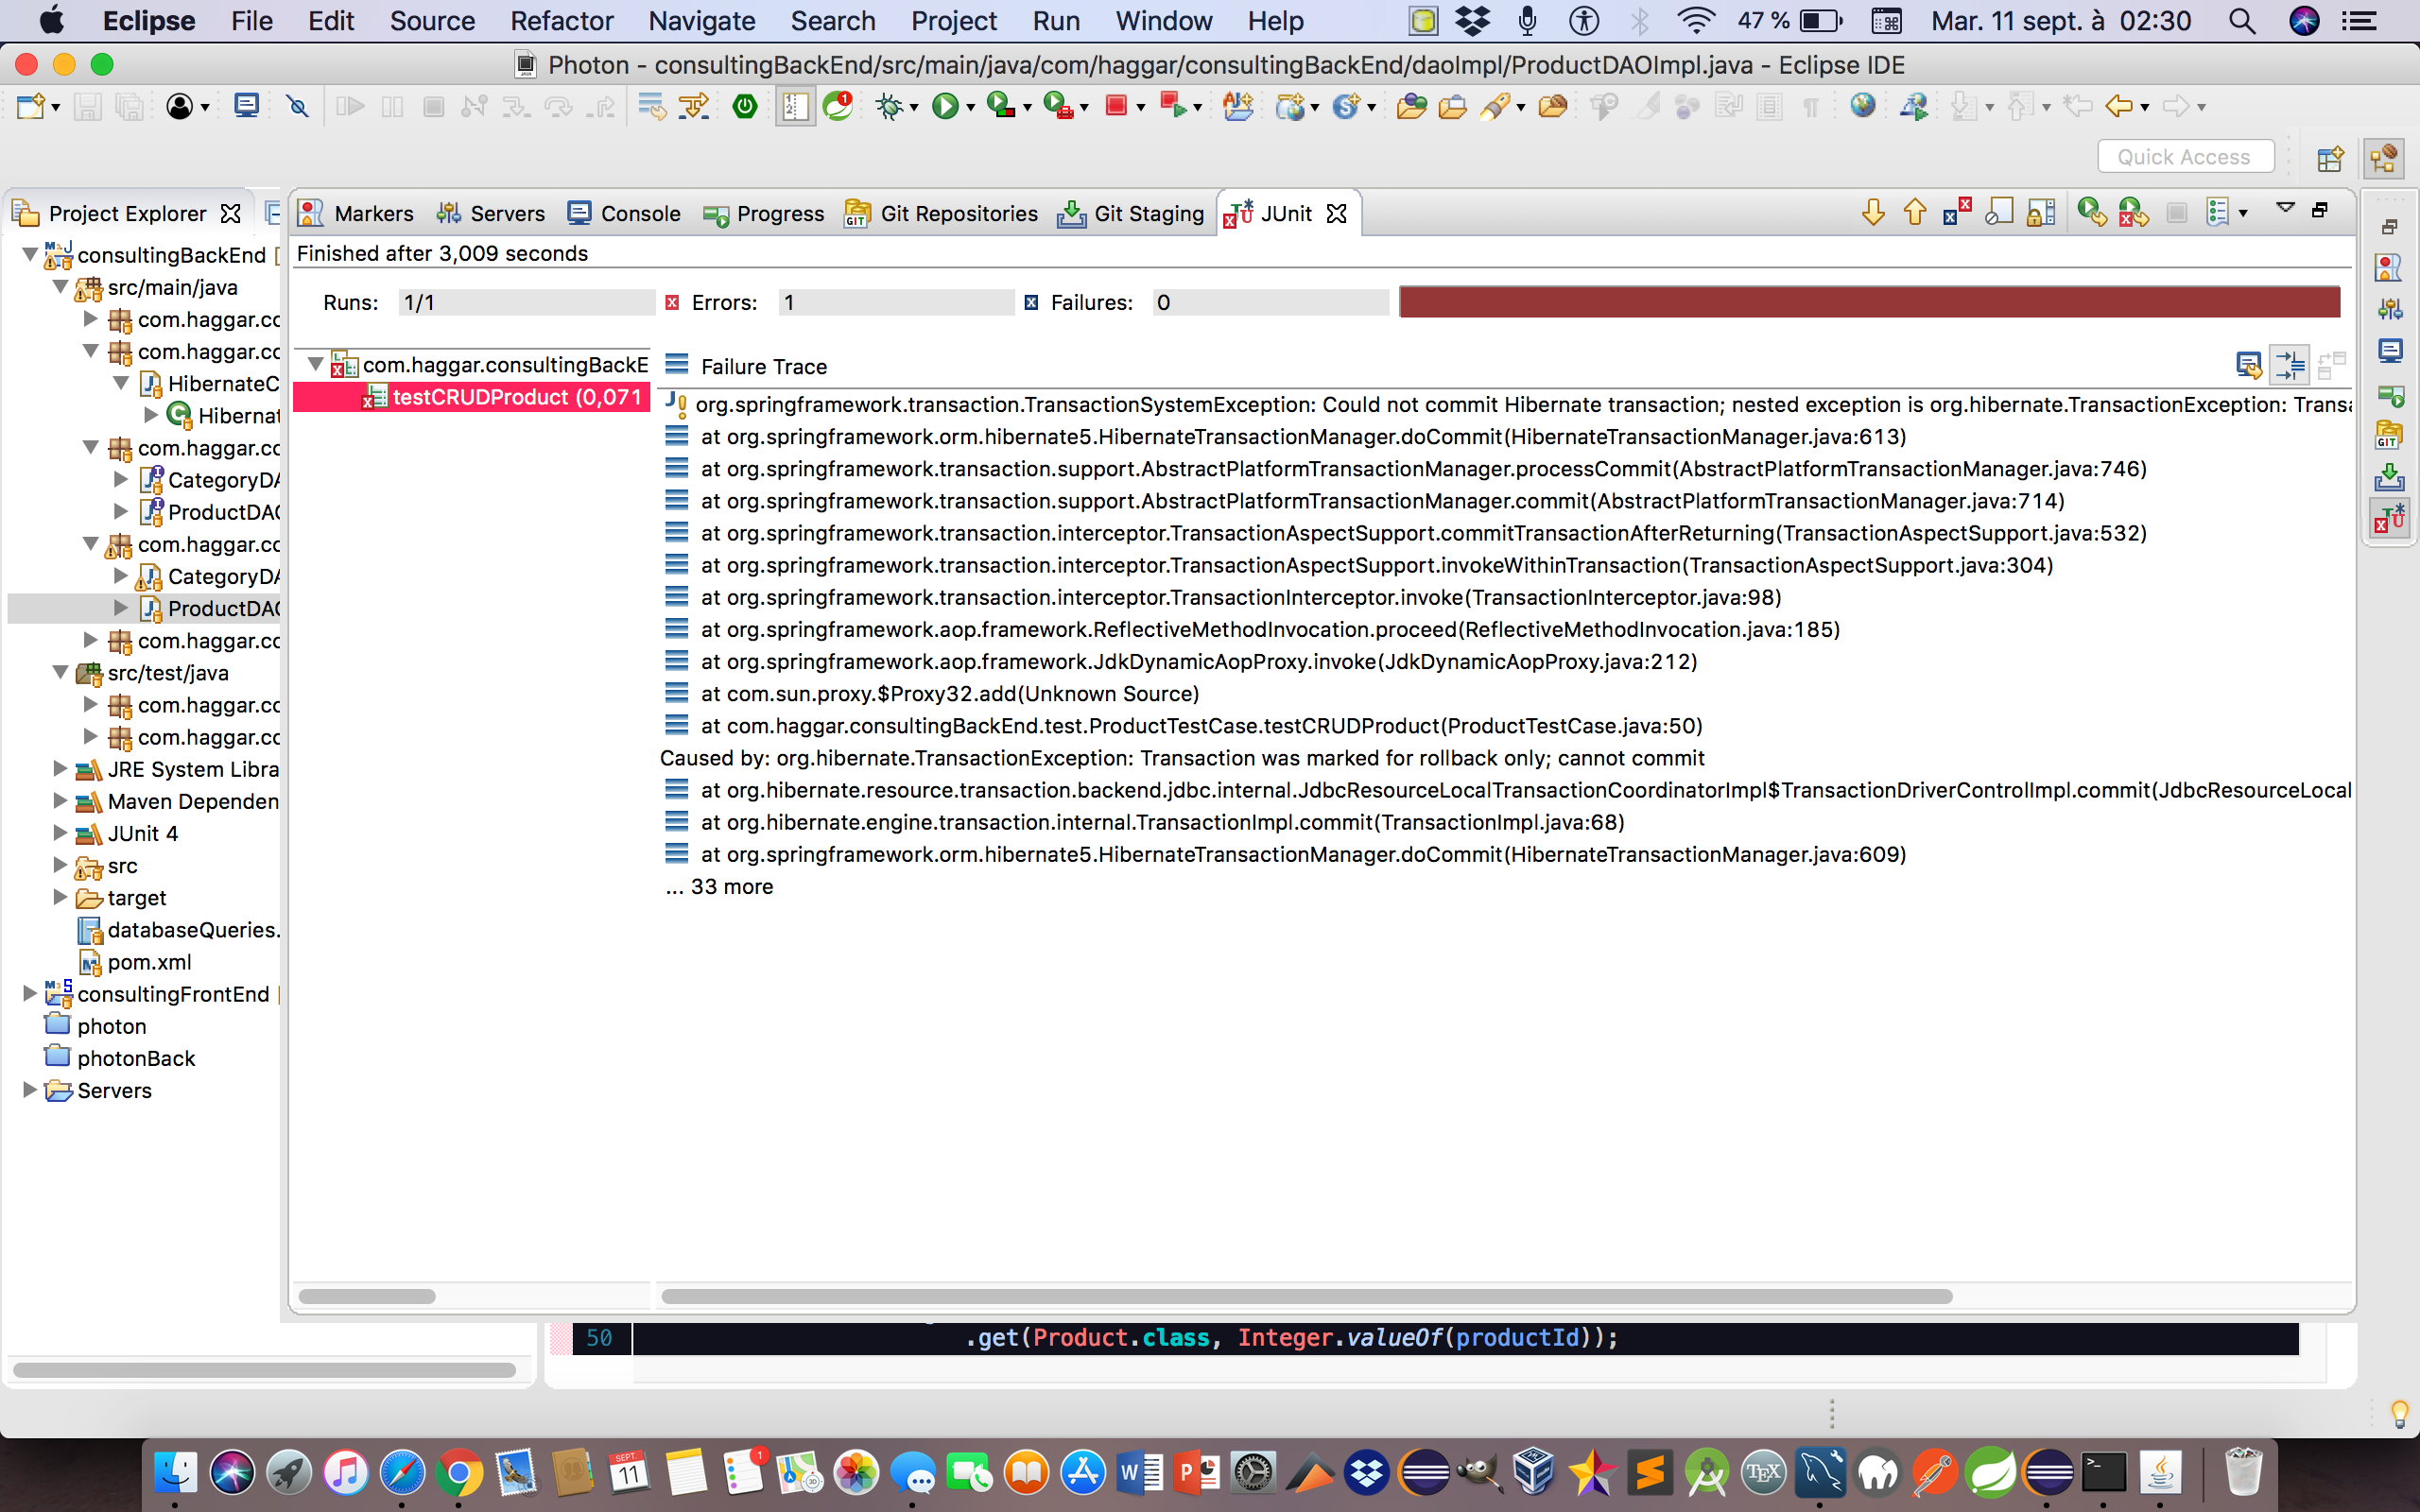 Eclipse File Edit Source Refactor Navigate Search Project Run Window Help 47 % Mar. 11 sept. à 02:30
Photon - consultingBackEnd/src/main/java/com/haggar/consultingBackEnd/daoImpl/ProductDAOImpl.java - Eclipse IDE
Quick Access
Project Explorer
Markers Servers Console Progress Git Repositories Git Staging JUnit
Finished after 3,009 seconds
Runs: 1/1 Errors: 1 Failures: 0
consultingBackEnd
src/main/java
com.haggar.cc
com.haggar.cc
HibernateC
Hibernat
com.haggar.cc
CategoryDA
ProductDAO
com.haggar.cc
CategoryDA
ProductDAO
com.haggar.cc
src/test/java
com.haggar.cc
com.haggar.cc
JRE System Libra
Maven Dependen
JUnit 4
src
target
databaseQueries.
pom.xml
consultingFrontEnd
photon
photonBack
Servers
com.haggar.consultingBackE
testCRUDProduct (0,071
Failure Trace
org.springframework.transaction.TransactionSystemException: Could not commit Hibernate transaction; nested exception is org.hibernate.TransactionException: Transa
at org.springframework.orm.hibernate5.HibernateTransactionManager.doCommit(HibernateTransactionManager.java:613)
at org.springframework.transaction.support.AbstractPlatformTransactionManager.processCommit(AbstractPlatformTransactionManager.java:746)
at org.springframework.transaction.support.AbstractPlatformTransactionManager.commit(AbstractPlatformTransactionManager.java:714)
at org.springframework.transaction.interceptor.TransactionAspectSupport.commitTransactionAfterReturning(TransactionAspectSupport.java:532)
at org.springframework.transaction.interceptor.TransactionAspectSupport.invokeWithinTransaction(TransactionAspectSupport.java:304)
at org.springframework.transaction.interceptor.TransactionInterceptor.invoke(TransactionInterceptor.java:98)
at org.springframework.aop.framework.ReflectiveMethodInvocation.proceed(ReflectiveMethodInvocation.java:185)
at org.springframework.aop.framework.JdkDynamicAopProxy.invoke(JdkDynamicAopProxy.java:212)
at com.sun.proxy.$Proxy32.add(Unknown Source)
at com.haggar.consultingBackEnd.test.ProductTestCase.testCRUDProduct(ProductTestCase.java:50)
Caused by: org.hibernate.TransactionException: Transaction was marked for rollback only; cannot commit
at org.hibernate.resource.transaction.backend.jdbc.internal.JdbcResourceLocalTransactionCoordinatorImpl$TransactionDriverControlImpl.commit(JdbcResourceLocal
at org.hibernate.engine.transaction.internal.TransactionImpl.commit(TransactionImpl.java:68)
at org.springframework.orm.hibernate5.HibernateTransactionManager.doCommit(HibernateTransactionManager.java:609)
... 33 more
50 .get(Product.class, Integer.valueOf(productId));